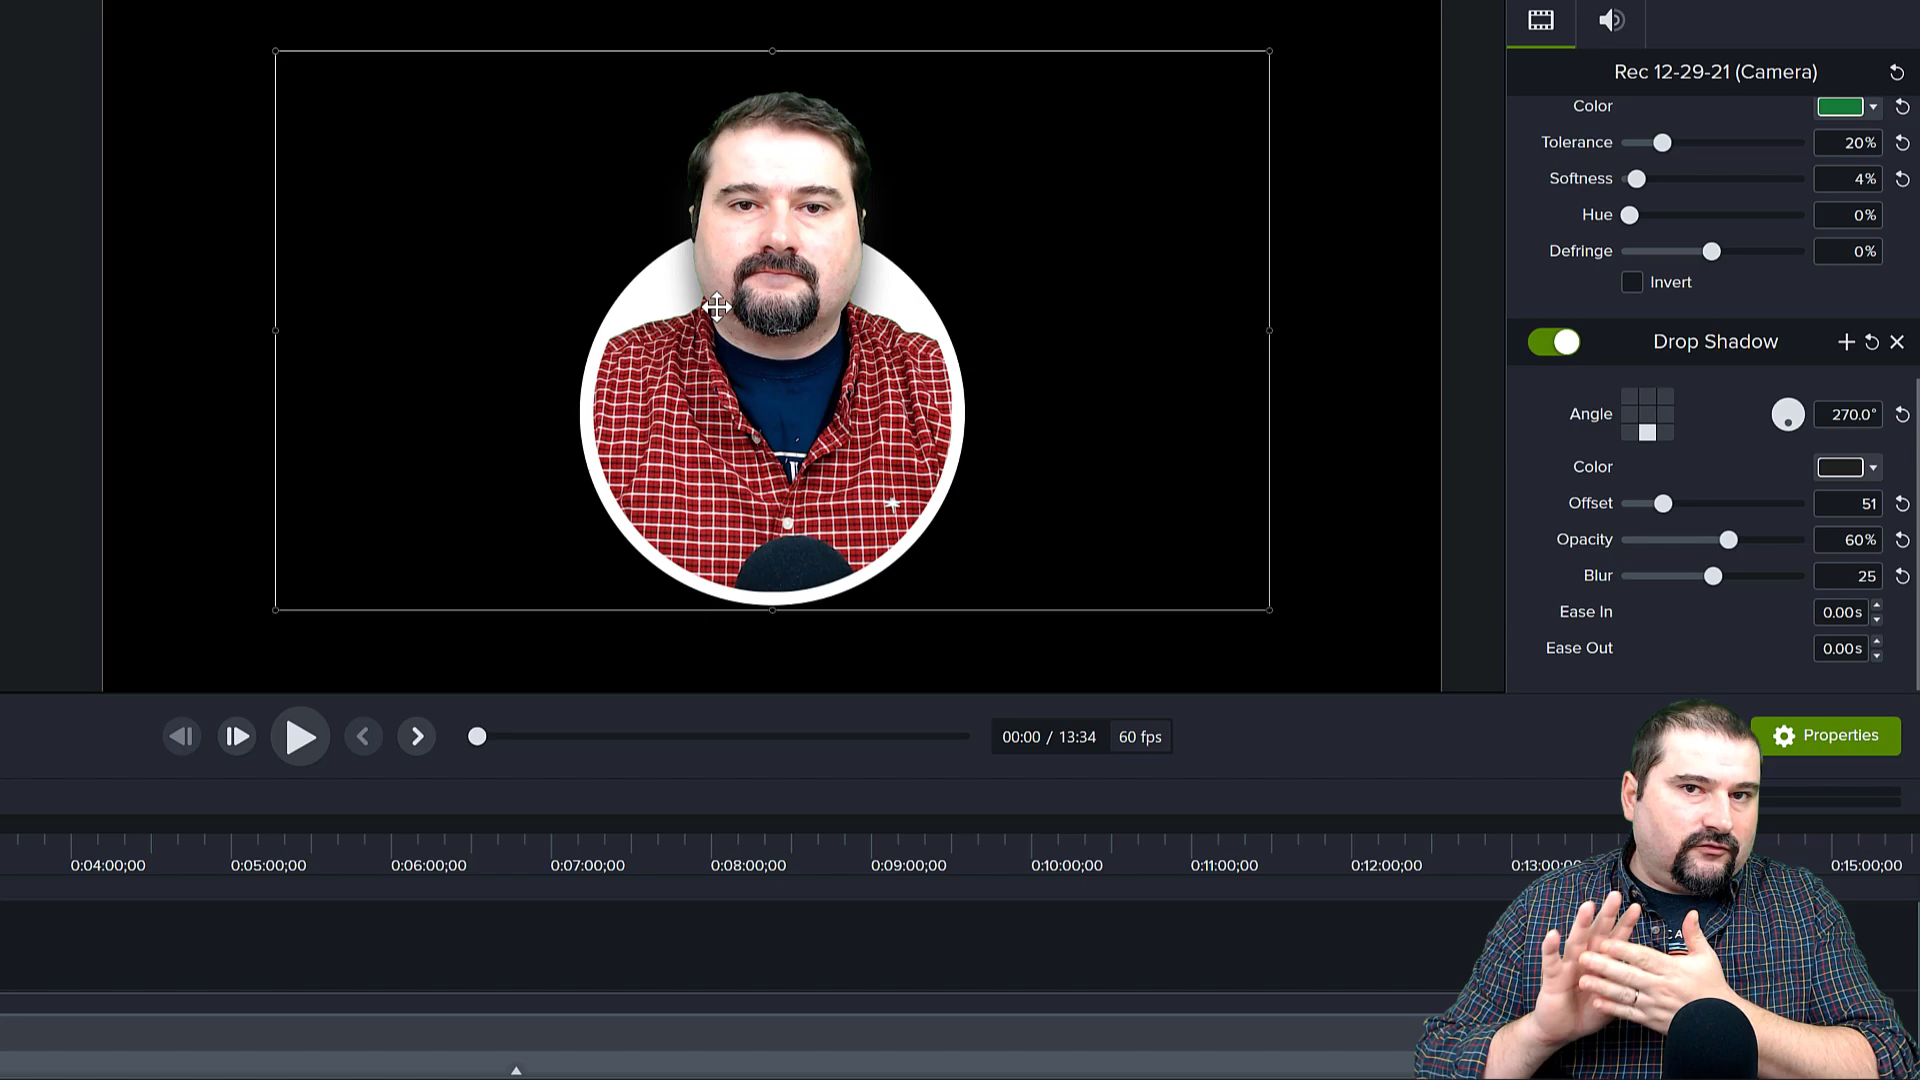 Rec 12-29-21 (Camera)
Color
Tolerance 20%
Softness 4%
Hue 0%
Defringe 0%
Invert
Drop Shadow
Angle 270.0°
Color
Offset 51
Opacity 60%
Blur 25
Ease In 0.00s
Ease Out 0.00s
00:00 / 13:34 60 fps
Properties
0:04:00;00 0:05:00;00 0:06:00;00 0:07:00;00 0:08:00;00 0:09:00;00 0:10:00;00 0:11:00;00 0:12:00;00 0:13:00;00 0:15:00;00